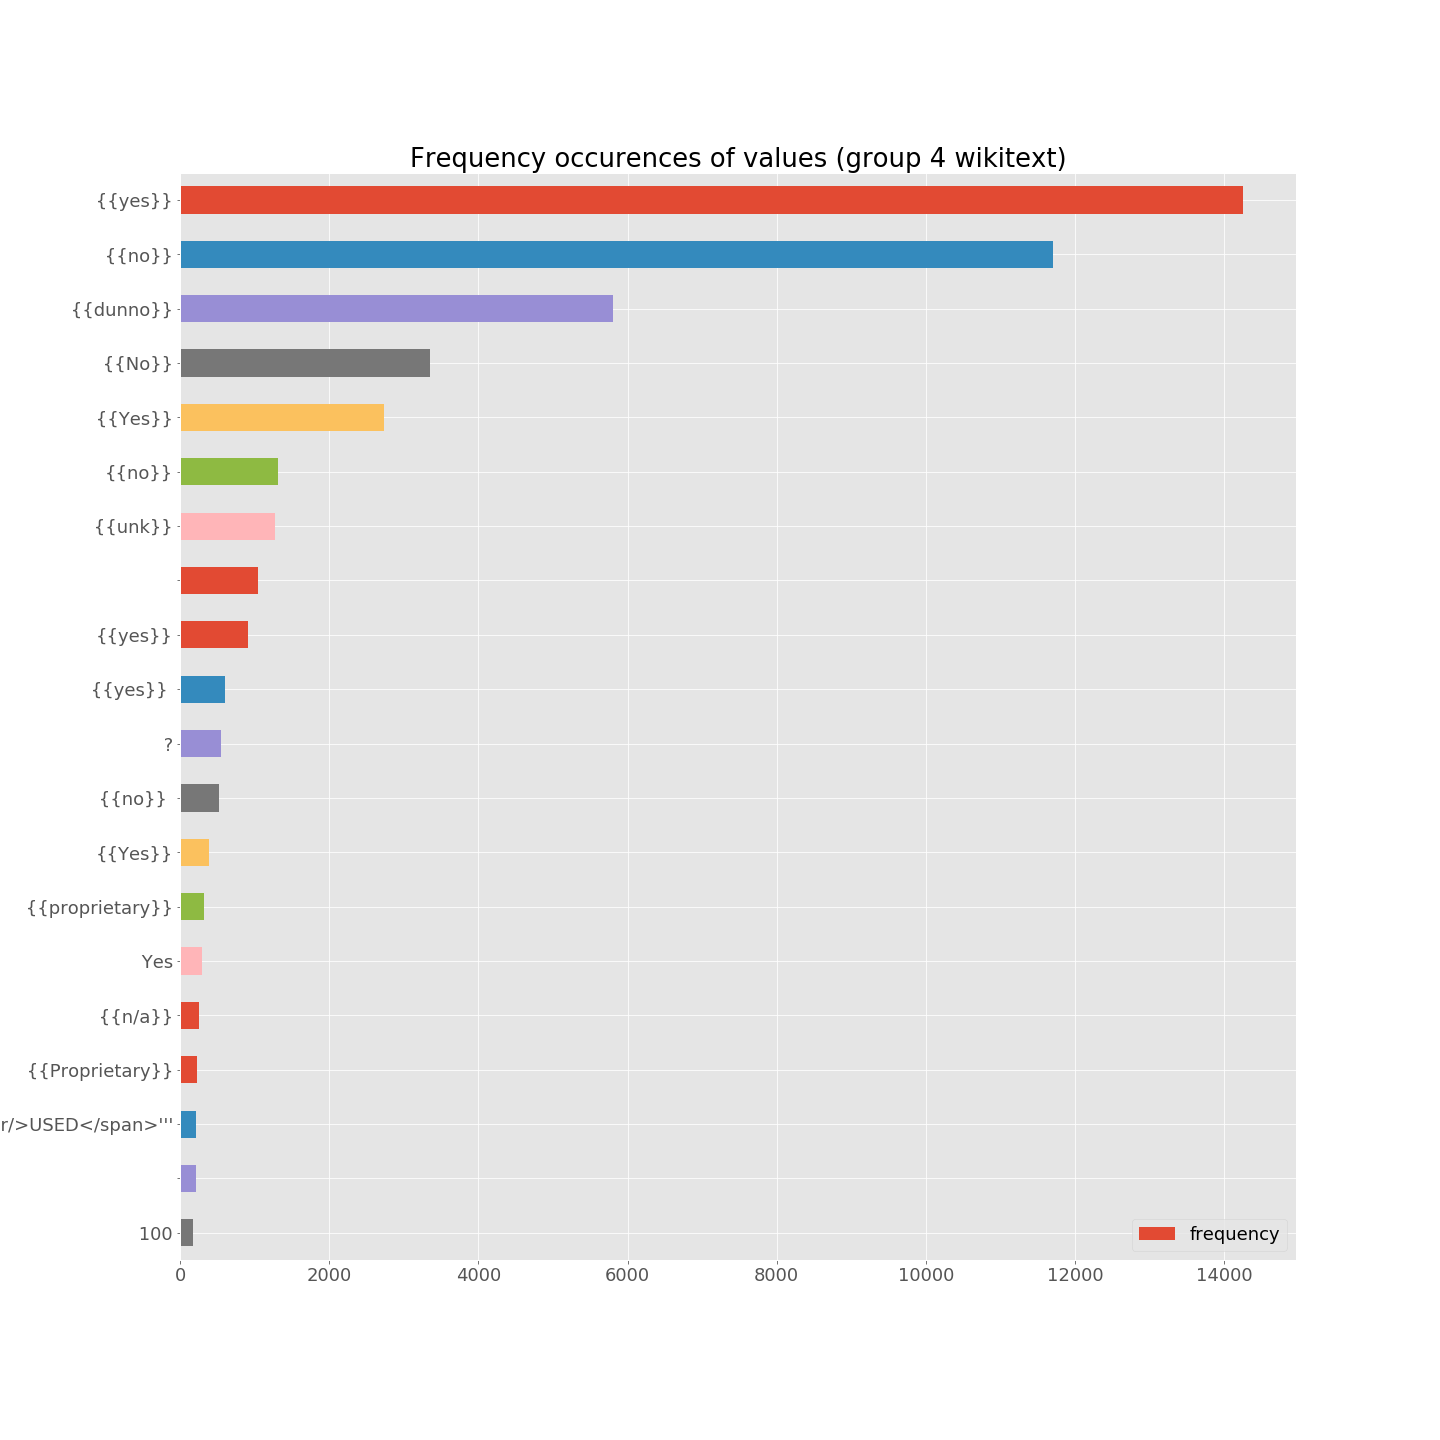 Frequency occurences of values (group 4 wikitext)
{{yes}}
{{no}}
{{dunno}}
{{No}}
{{Yes}}
{{no}}
{{unk}}
{{yes}}
{{yes}}
?
{{no}}
{{Yes}}
{{proprietary}}
Yes
{{n/a}}
{{Proprietary}}
r/>USED</span>'''
100
frequency
0 2000 4000 6000 8000 10000 12000 14000